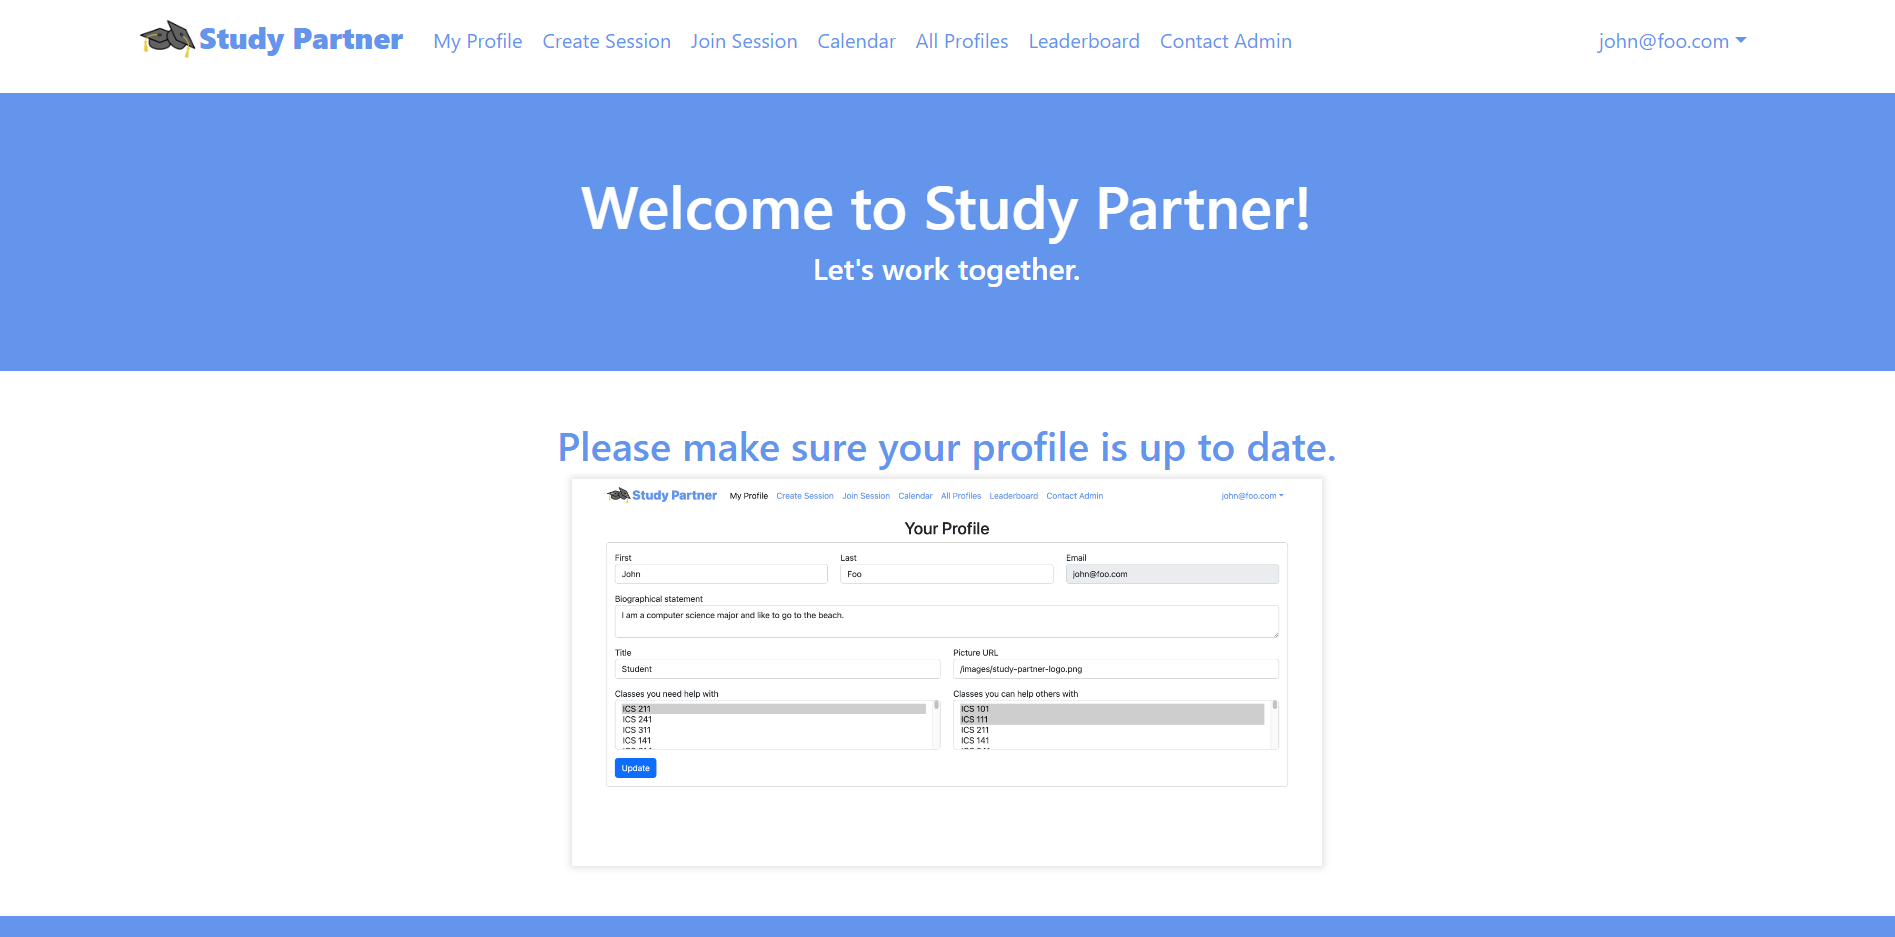 Study Partner My Profile Create Session Join Session Calendar All Profiles Leaderboard Contact Admin john@foo.com
Welcome to Study Partner!
Let's work together.
Please make sure your profile is up to date.
Study Partner My Profile Create Session Join Session Calendar All Profiles Leaderboard Contact Admin john@foo.com
Your Profile
First Last Email
John Foo john@foo.com
Biographical statement
I am a computer science major and like to go to the beach.
Title Picture URL
Student /images/study-partner-logo.png
Classes you need help with Classes you can help others with
ICS 211 ICS 101
ICS 241 ICS 111
ICS 311 ICS 211
ICS 141 ICS 141
Update